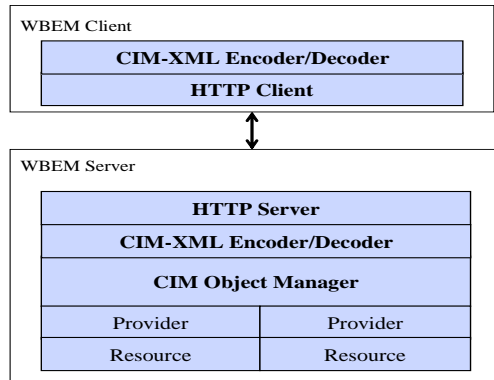 WBEM Client
CIM-XML Encoder/Decoder
HTTP Client
WBEM Server
HTTP Server
CIM-XML Encoder/Decoder
CIM Object Manager
Provider Provider
Resource Resource